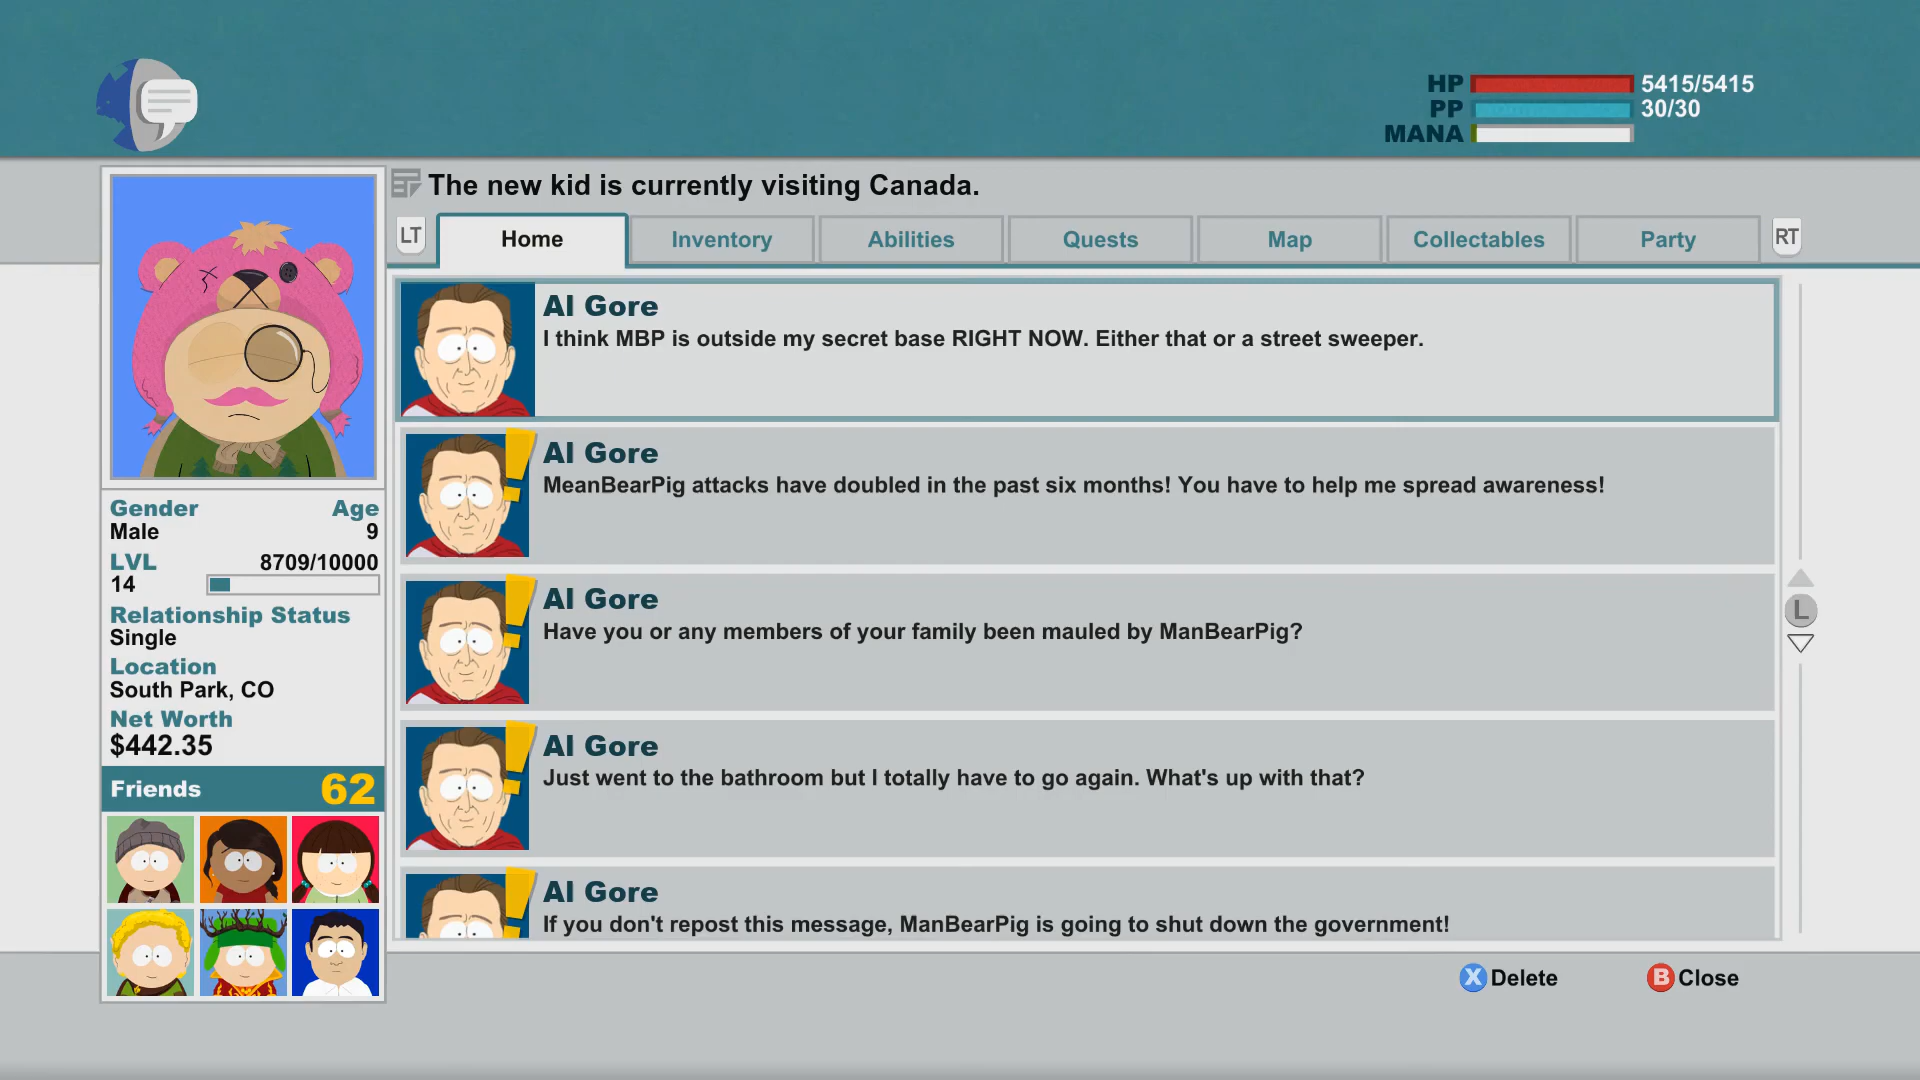 HP 5415/5415
PP 30/30
MANA
The new kid is currently visiting Canada.
LT Home Inventory Abilities Quests Map Collectables Party RT
Al Gore
I think MBP is outside my secret base RIGHT NOW. Either that or a street sweeper.
Al Gore
MeanBearPig attacks have doubled in the past six months! You have to help me spread awareness!
Al Gore
Have you or any members of your family been mauled by ManBearPig?
Al Gore
Just went to the bathroom but I totally have to go again. What's up with that?
Al Gore
If you don't repost this message, ManBearPig is going to shut down the government!
Gender Age
Male 9
LVL 8709/10000
14
Relationship Status
Single
Location
South Park, CO
Net Worth
$442.35
Friends 62
L
X Delete B Close